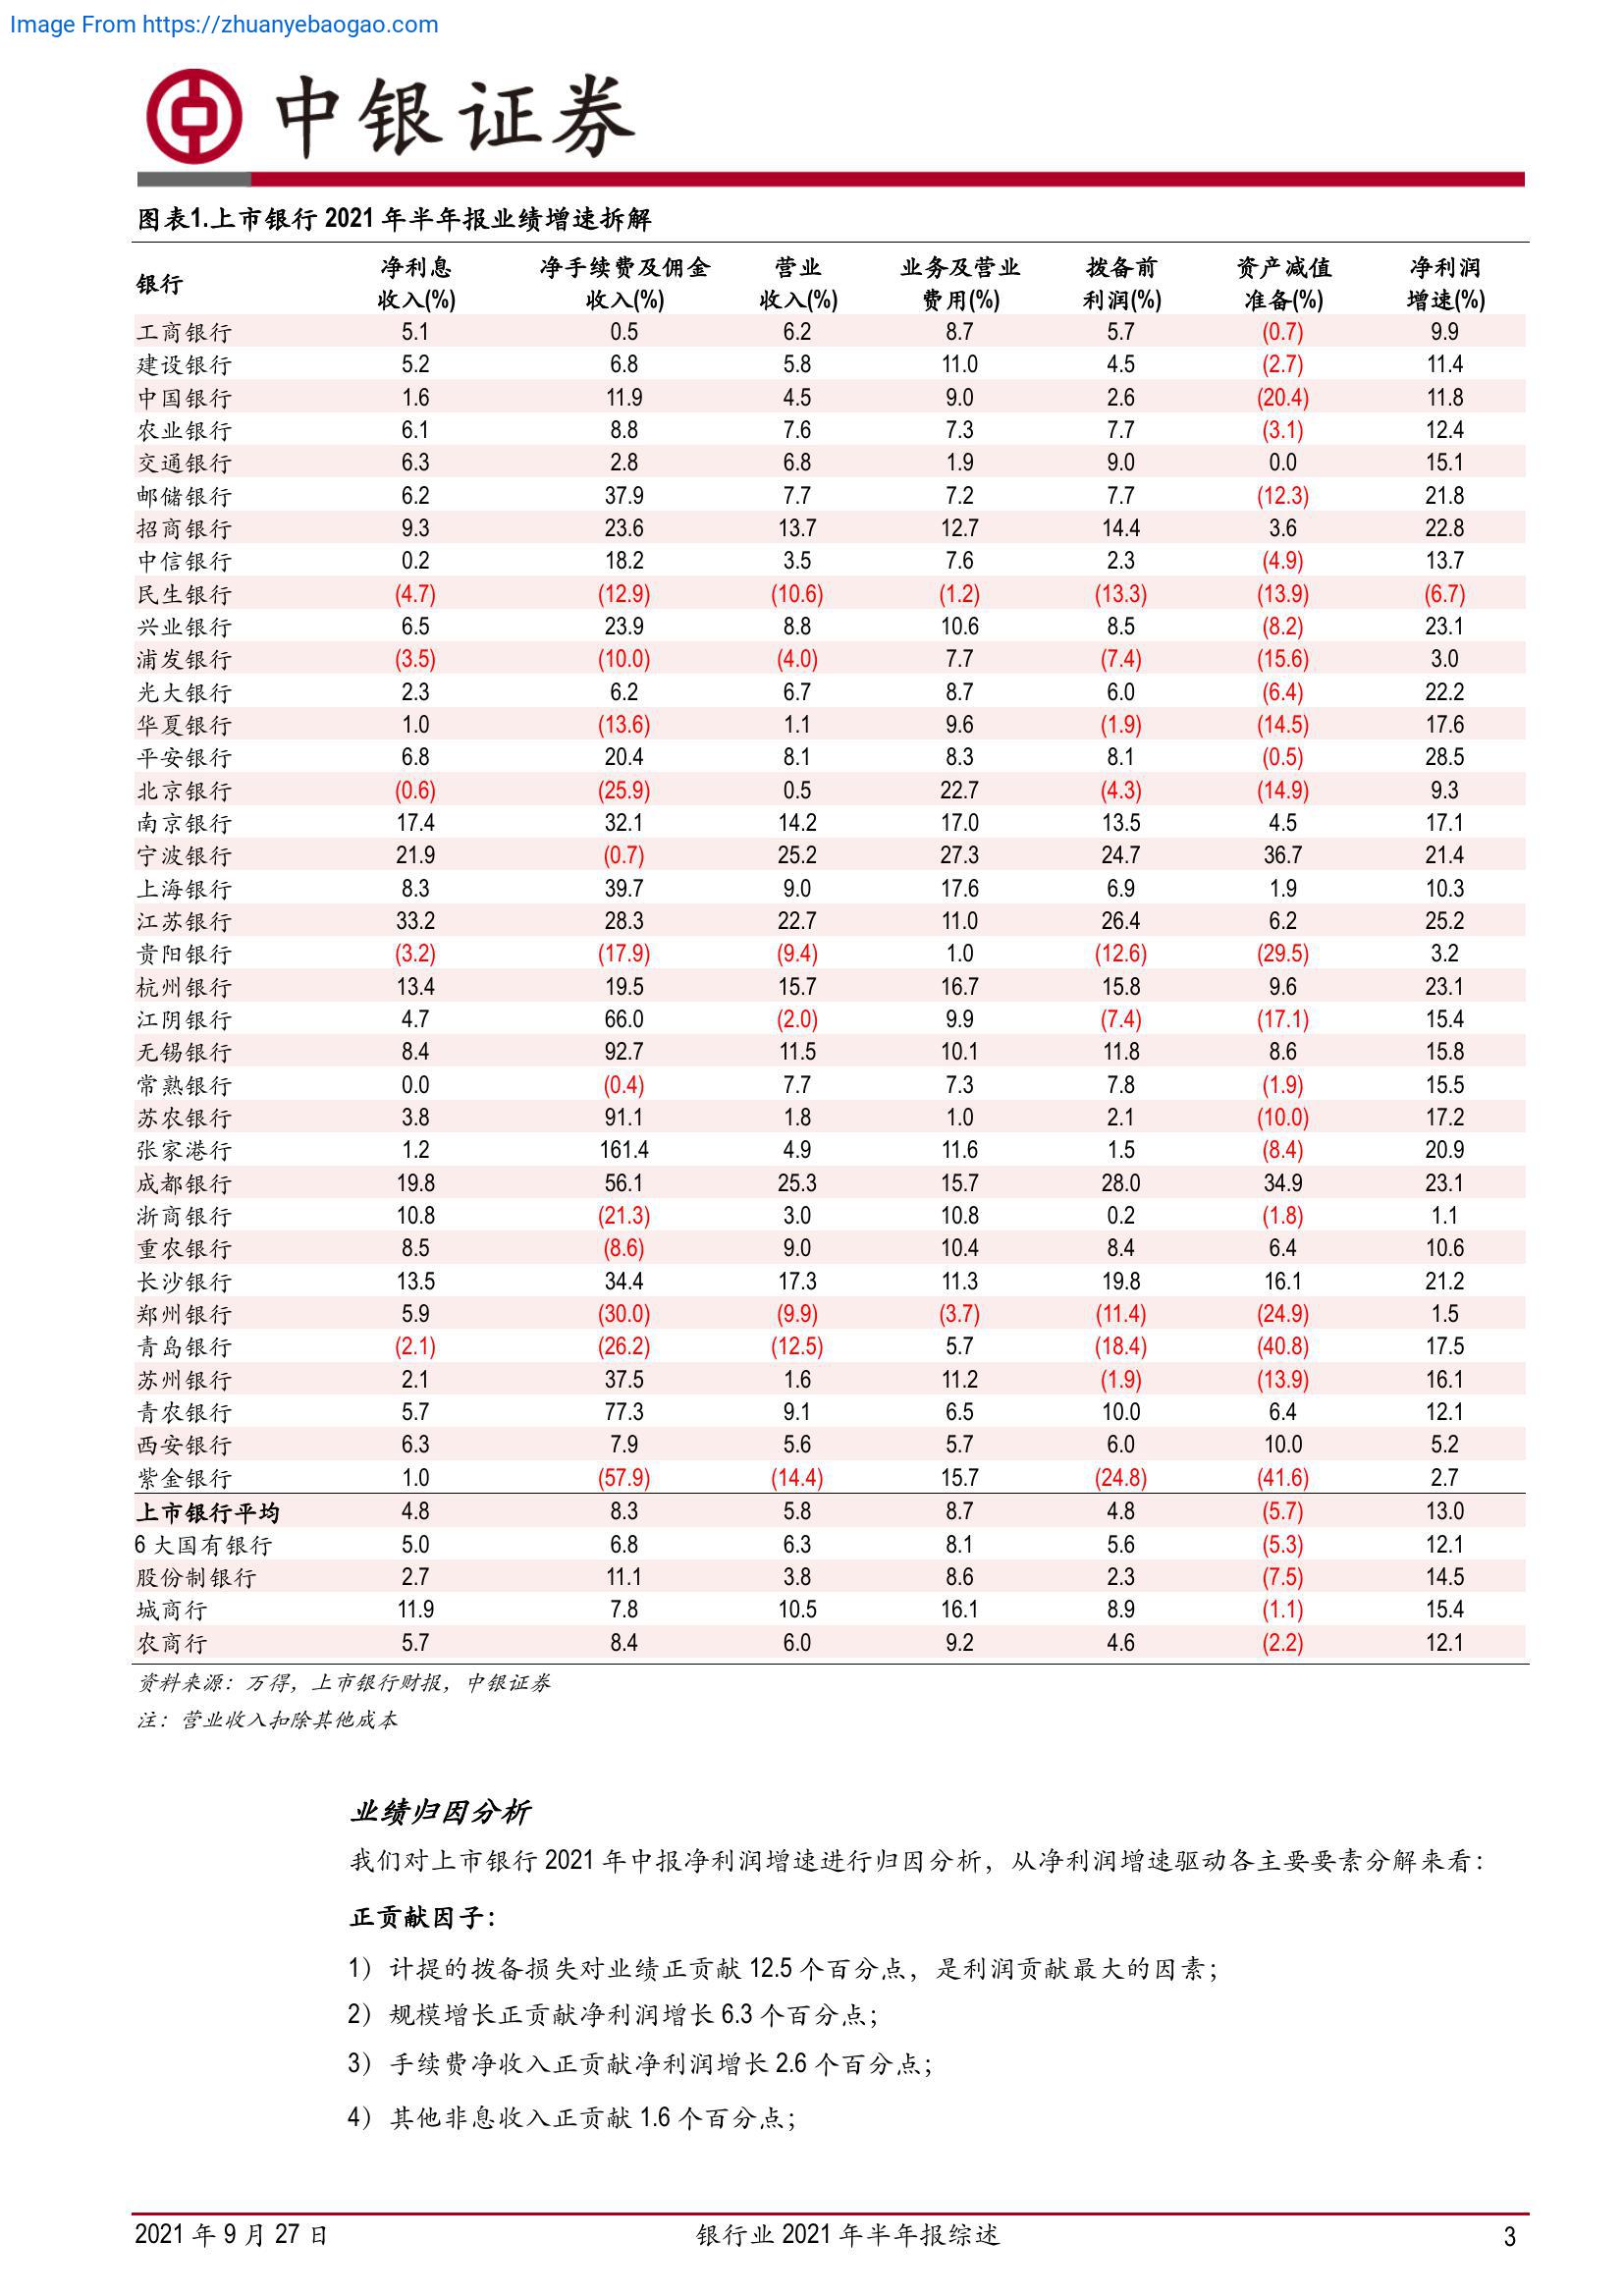 Image From https://zhuanyebaogao.com
中银证券
图表1.上市银行 2021 年半年报业绩增速拆解
银行 净利息收入(%) 净手续费及佣金收入(%) 营业收入(%) 业务及营业费用(%) 拨备前利润(%) 资产减值准备(%) 净利润增速(%)
工商银行 5.1 0.5 6.2 8.7 5.7 (0.7) 9.9
建设银行 5.2 6.8 5.8 11.0 4.5 (2.7) 11.4
中国银行 1.6 11.9 4.5 9.0 2.6 (20.4) 11.8
农业银行 6.1 8.8 7.6 7.3 7.7 (3.1) 12.4
交通银行 6.3 2.8 6.8 1.9 9.0 0.0 15.1
邮储银行 6.2 37.9 7.7 7.2 7.7 (12.3) 21.8
招商银行 9.3 23.6 13.7 12.7 14.4 3.6 22.8
中信银行 0.2 18.2 3.5 7.6 2.3 (4.9) 13.7
民生银行 (4.7) (12.9) (10.6) (1.2) (13.3) (13.9) (6.7)
兴业银行 6.5 23.9 8.8 10.6 8.5 (8.2) 23.1
浦发银行 (3.5) (10.0) (4.0) 7.7 (7.4) (15.6) 3.0
光大银行 2.3 6.2 6.7 8.7 6.0 (6.4) 22.2
华夏银行 1.0 (13.6) 1.1 9.6 (1.9) (14.5) 17.6
平安银行 6.8 20.4 8.1 8.3 8.1 (0.5) 28.5
北京银行 (0.6) (25.9) 0.5 22.7 (4.3) (14.9) 9.3
南京银行 17.4 32.1 14.2 17.0 13.5 4.5 17.1
宁波银行 21.9 (0.7) 25.2 27.3 24.7 36.7 21.4
上海银行 8.3 39.7 9.0 17.6 6.9 1.9 10.3
江苏银行 33.2 28.3 22.7 11.0 26.4 6.2 25.2
贵阳银行 (3.2) (17.9) (9.4) 1.0 (12.6) (29.5) 3.2
杭州银行 13.4 19.5 15.7 16.7 15.8 9.6 23.1
江阴银行 4.7 66.0 (2.0) 9.9 (7.4) (17.1) 15.4
无锡银行 8.4 92.7 11.5 10.1 11.8 8.6 15.8
常熟银行 0.0 (0.4) 7.7 7.3 7.8 (1.9) 15.5
苏农银行 3.8 91.1 1.8 1.0 2.1 (10.0) 17.2
张家港行 1.2 161.4 4.9 11.6 1.5 (8.4) 20.9
成都银行 19.8 56.1 25.3 15.7 28.0 34.9 23.1
浙商银行 10.8 (21.3) 3.0 10.8 0.2 (1.8) 1.1
重农银行 8.5 (8.6) 9.0 10.4 8.4 6.4 10.6
长沙银行 13.5 34.4 17.3 11.3 19.8 16.1 21.2
郑州银行 5.9 (30.0) (9.9) (3.7) (11.4) (24.9) 1.5
青岛银行 (2.1) (26.2) (12.5) 5.7 (18.4) (40.8) 17.5
苏州银行 2.1 37.5 1.6 11.2 (1.9) (13.9) 16.1
青农银行 5.7 77.3 9.1 6.5 10.0 6.4 12.1
西安银行 6.3 7.9 5.6 5.7 6.0 10.0 5.2
紫金银行 1.0 (57.9) (14.4) 15.7 (24.8) (41.6) 2.7
上市银行平均 4.8 8.3 5.8 8.7 4.8 (5.7) 13.0
6 大国有银行 5.0 6.8 6.3 8.1 5.6 (5.3) 12.1
股份制银行 2.7 11.1 3.8 8.6 2.3 (7.5) 14.5
城商行 11.9 7.8 10.5 16.1 8.9 (1.1) 15.4
农商行 5.7 8.4 6.0 9.2 4.6 (2.2) 12.1
资料来源：万得，上市银行财报，中银证券
注：营业收入扣除其他成本
业绩归因分析
我们对上市银行 2021 年中报净利润增速进行归因分析，从净利润增速驱动各主要要素分解来看：
正贡献因子：
1）计提的拨备损失对业绩正贡献 12.5 个百分点，是利润贡献最大的因素；
2）规模增长正贡献净利润增长 6.3 个百分点；
3）手续费净收入正贡献净利润增长 2.6 个百分点；
4）其他非息收入正贡献 1.6 个百分点；
2021 年 9 月 27 日 银行业 2021 年半年报综述 3